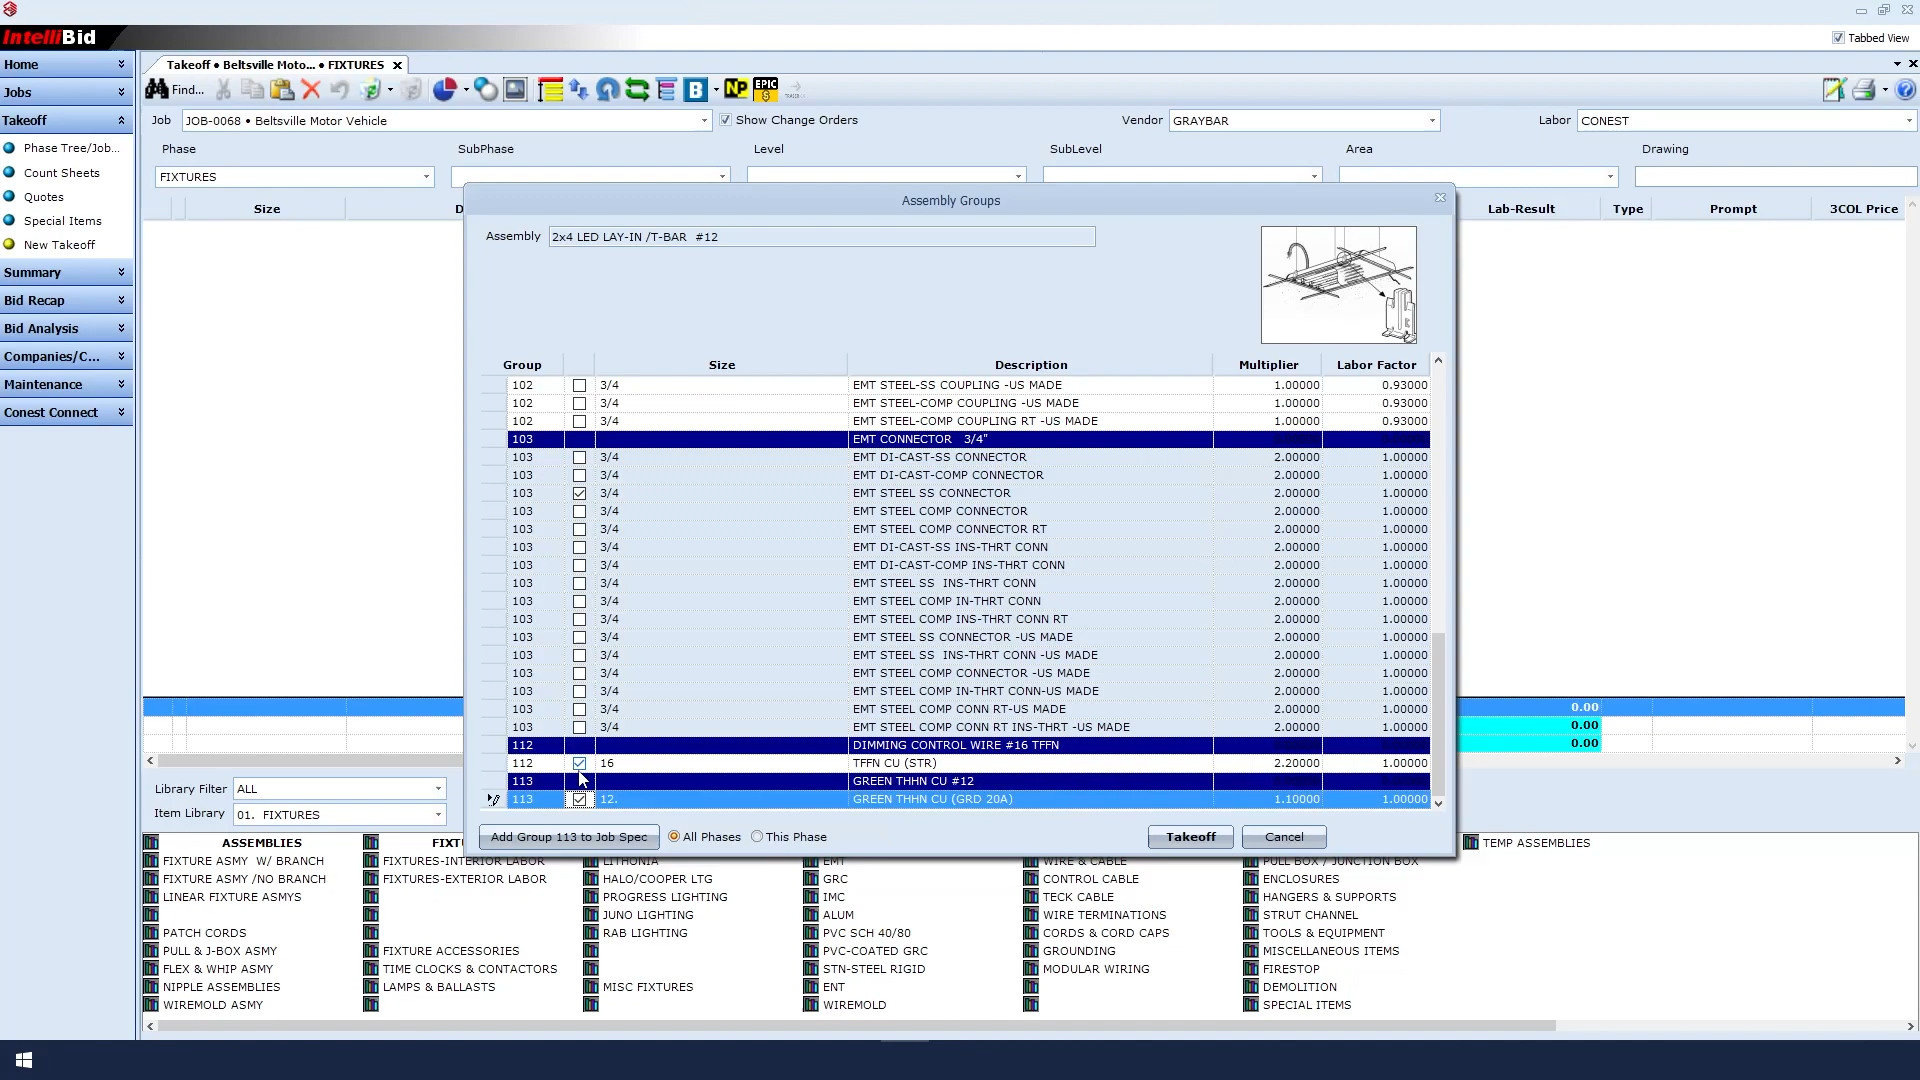 INTELLIBID
Tabbed View
Home
Jobs
Takeoff
Phase Tree/Job...
Count Sheets
Quotes
Special Items
New Takeoff
Summary
Bid Recap
Bid Analysis
Companies/C...
Maintenance
Conest Connect
Takeoff • Beltsville Moto... • FIXTURES
Find...
B
NP
EPIC $
Job JOB-0068 • Beltsville Motor Vehicle Show Change Orders Vendor GRAYBAR Labor CONEST
Phase SubPhase Level SubLevel Area Drawing
FIXTURES
Size D Lab-Result Type Prompt 3COL Price
Assembly Groups
Assembly 2x4 LED LAY-IN /T-BAR #12
Group Size Description Multiplier Labor Factor
102 3/4 EMT STEEL-SS COUPLING -US MADE 1.00000 0.93000
102 3/4 EMT STEEL-COMP COUPLING -US MADE 1.00000 0.93000
102 3/4 EMT STEEL-COMP COUPLING RT -US MADE 1.00000 0.93000
103 EMT CONNECTOR 3/4"
103 3/4 EMT DI-CAST-SS CONNECTOR 2.00000 1.00000
103 3/4 EMT DI-CAST-COMP CONNECTOR 2.00000 1.00000
103 3/4 EMT STEEL SS CONNECTOR 2.00000 1.00000
103 3/4 EMT STEEL COMP CONNECTOR 2.00000 1.00000
103 3/4 EMT STEEL COMP CONNECTOR RT 2.00000 1.00000
103 3/4 EMT DI-CAST-SS INS-THRT CONN 2.00000 1.00000
103 3/4 EMT DI-CAST-COMP INS-THRT CONN 2.00000 1.00000
103 3/4 EMT STEEL SS INS-THRT CONN 2.00000 1.00000
103 3/4 EMT STEEL COMP IN-THRT CONN 2.00000 1.00000
103 3/4 EMT STEEL COMP INS-THRT CONN RT 2.00000 1.00000
103 3/4 EMT STEEL SS CONNECTOR -US MADE 2.00000 1.00000
103 3/4 EMT STEEL SS INS-THRT CONN -US MADE 2.00000 1.00000
103 3/4 EMT STEEL COMP CONNECTOR -US MADE 2.00000 1.00000
103 3/4 EMT STEEL COMP IN-THRT CONN-US MADE 2.00000 1.00000
103 3/4 EMT STEEL COMP CONN RT-US MADE 2.00000 1.00000
103 3/4 EMT STEEL COMP CONN RT INS-THRT -US MADE 2.00000 1.00000
112 DIMMING CONTROL WIRE #16 TFFN
112 16 TFFN CU (STR) 2.20000 1.00000
113 GREEN THHN CU #12
113 12. GREEN THHN CU (GRD 20A) 1.10000 1.00000
Add Group 113 to Job Spec All Phases This Phase Takeoff Cancel
0.00
0.00
0.00
Library Filter ALL
Item Library 01. FIXTURES
ASSEMBLIES FIXT TEMP ASSEMBLIES
FIXTURE ASMY W/ BRANCH FIXTURES-INTERIOR LABOR LITHONIA EMT WIRE & CABLE PULL BOX / JUNCTION BOX
FIXTURE ASMY /NO BRANCH FIXTURES-EXTERIOR LABOR HALO/COOPER LTG GRC CONTROL CABLE ENCLOSURES
LINEAR FIXTURE ASMYS PROGRESS LIGHTING IMC TECK CABLE HANGERS & SUPPORTS
JUNO LIGHTING ALUM WIRE TERMINATIONS STRUT CHANNEL
PATCH CORDS RAB LIGHTING PVC SCH 40/80 CORDS & CORD CAPS TOOLS & EQUIPMENT
PULL & J-BOX ASMY FIXTURE ACCESSORIES PVC-COATED GRC GROUNDING MISCELLANEOUS ITEMS
FLEX & WHIP ASMY TIME CLOCKS & CONTACTORS STN-STEEL RIGID MODULAR WIRING FIRESTOP
NIPPLE ASSEMBLIES LAMPS & BALLASTS MISC FIXTURES ENT DEMOLITION
WIREMOLD ASMY WIREMOLD SPECIAL ITEMS